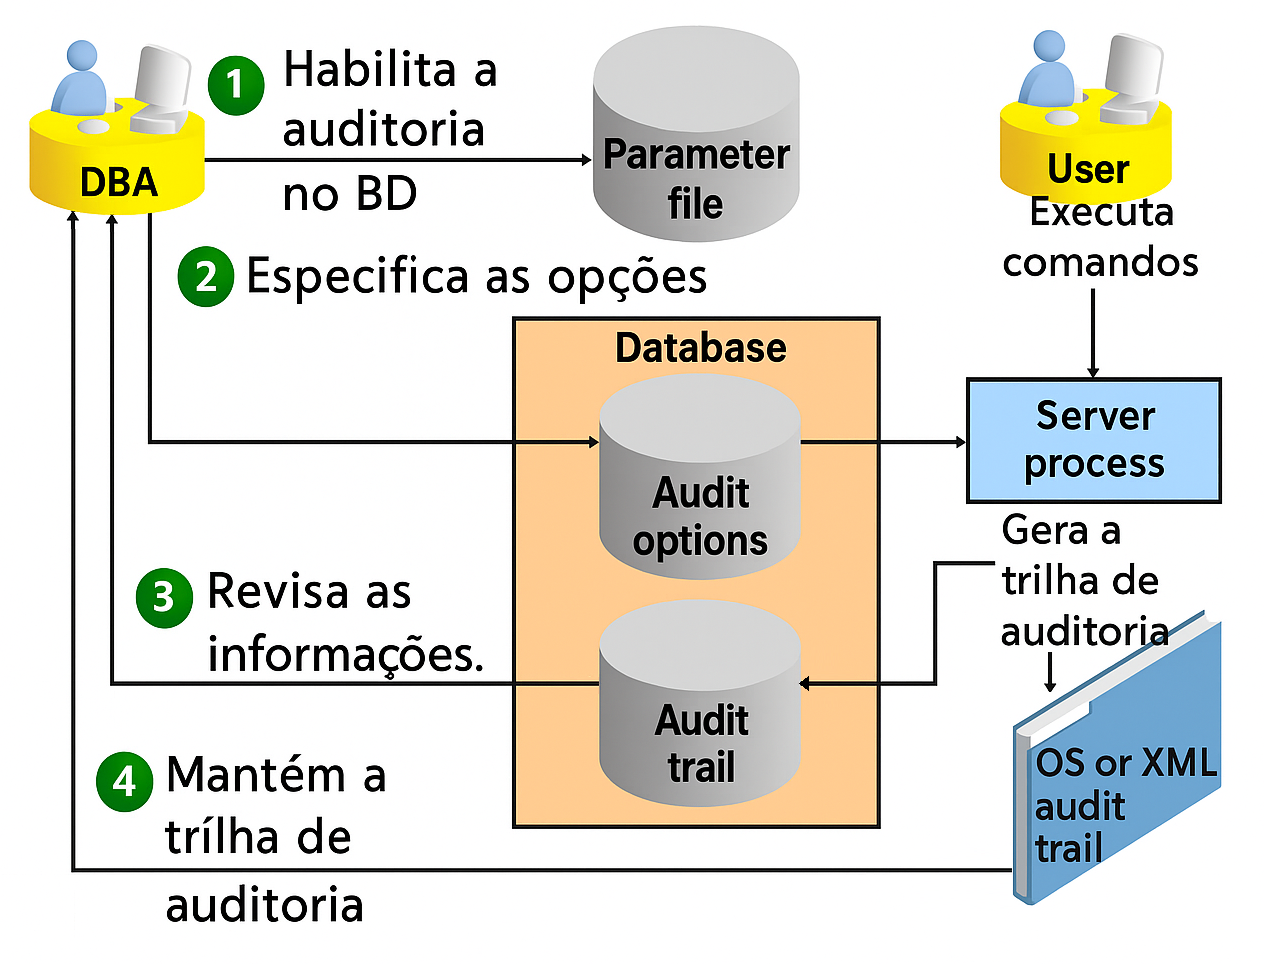 1 Habilita a
auditoria
no BD
DBA
Parameter
file
User
Executa
comandos
2 Especifica as opções
Database
Audit
options
Server
process
Gera a
trilha de
auditoria
3 Revisa as
informações.
Audit
trail
OS or XML
audit
trail
4 Mantém a
trílha de
auditoria